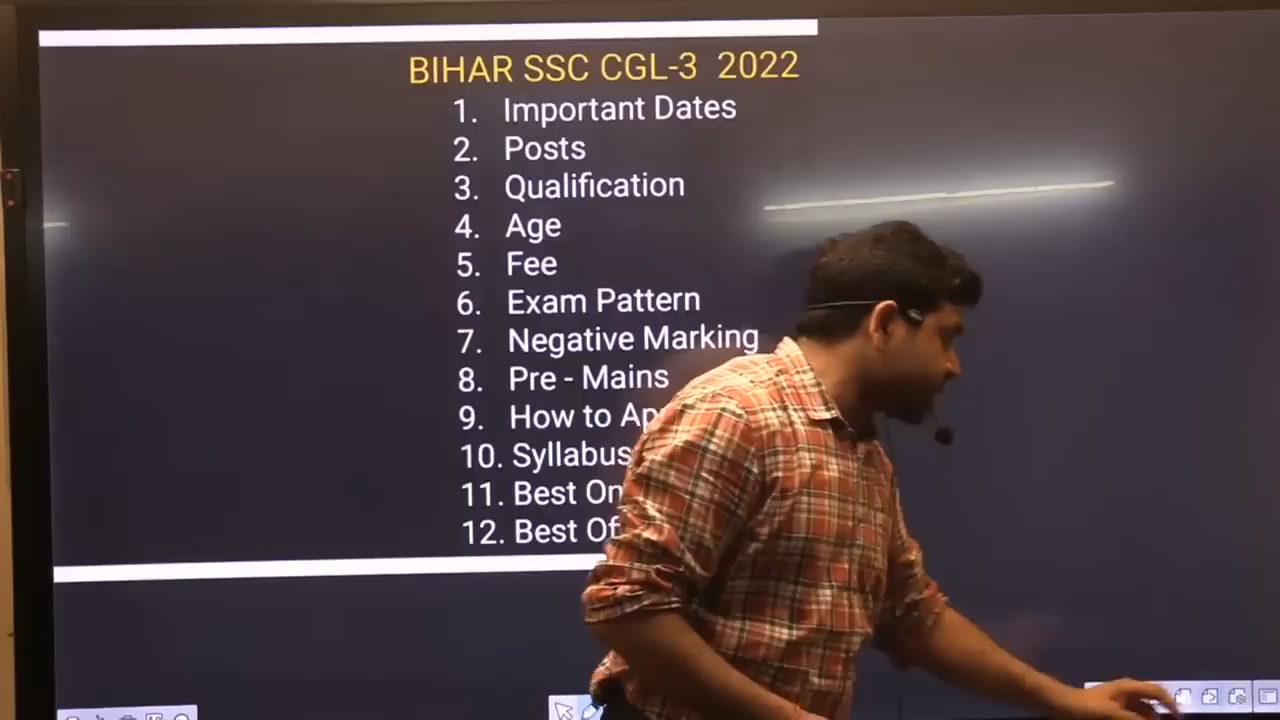 BIHAR SSC CGL-3 2022
1. Important Dates
2. Posts
3. Qualification
4. Age
5. Fee
6. Exam Pattern
7. Negative Marking
8. Pre - Mains
9. How to
10. Syllabus
11. Best
12. Best